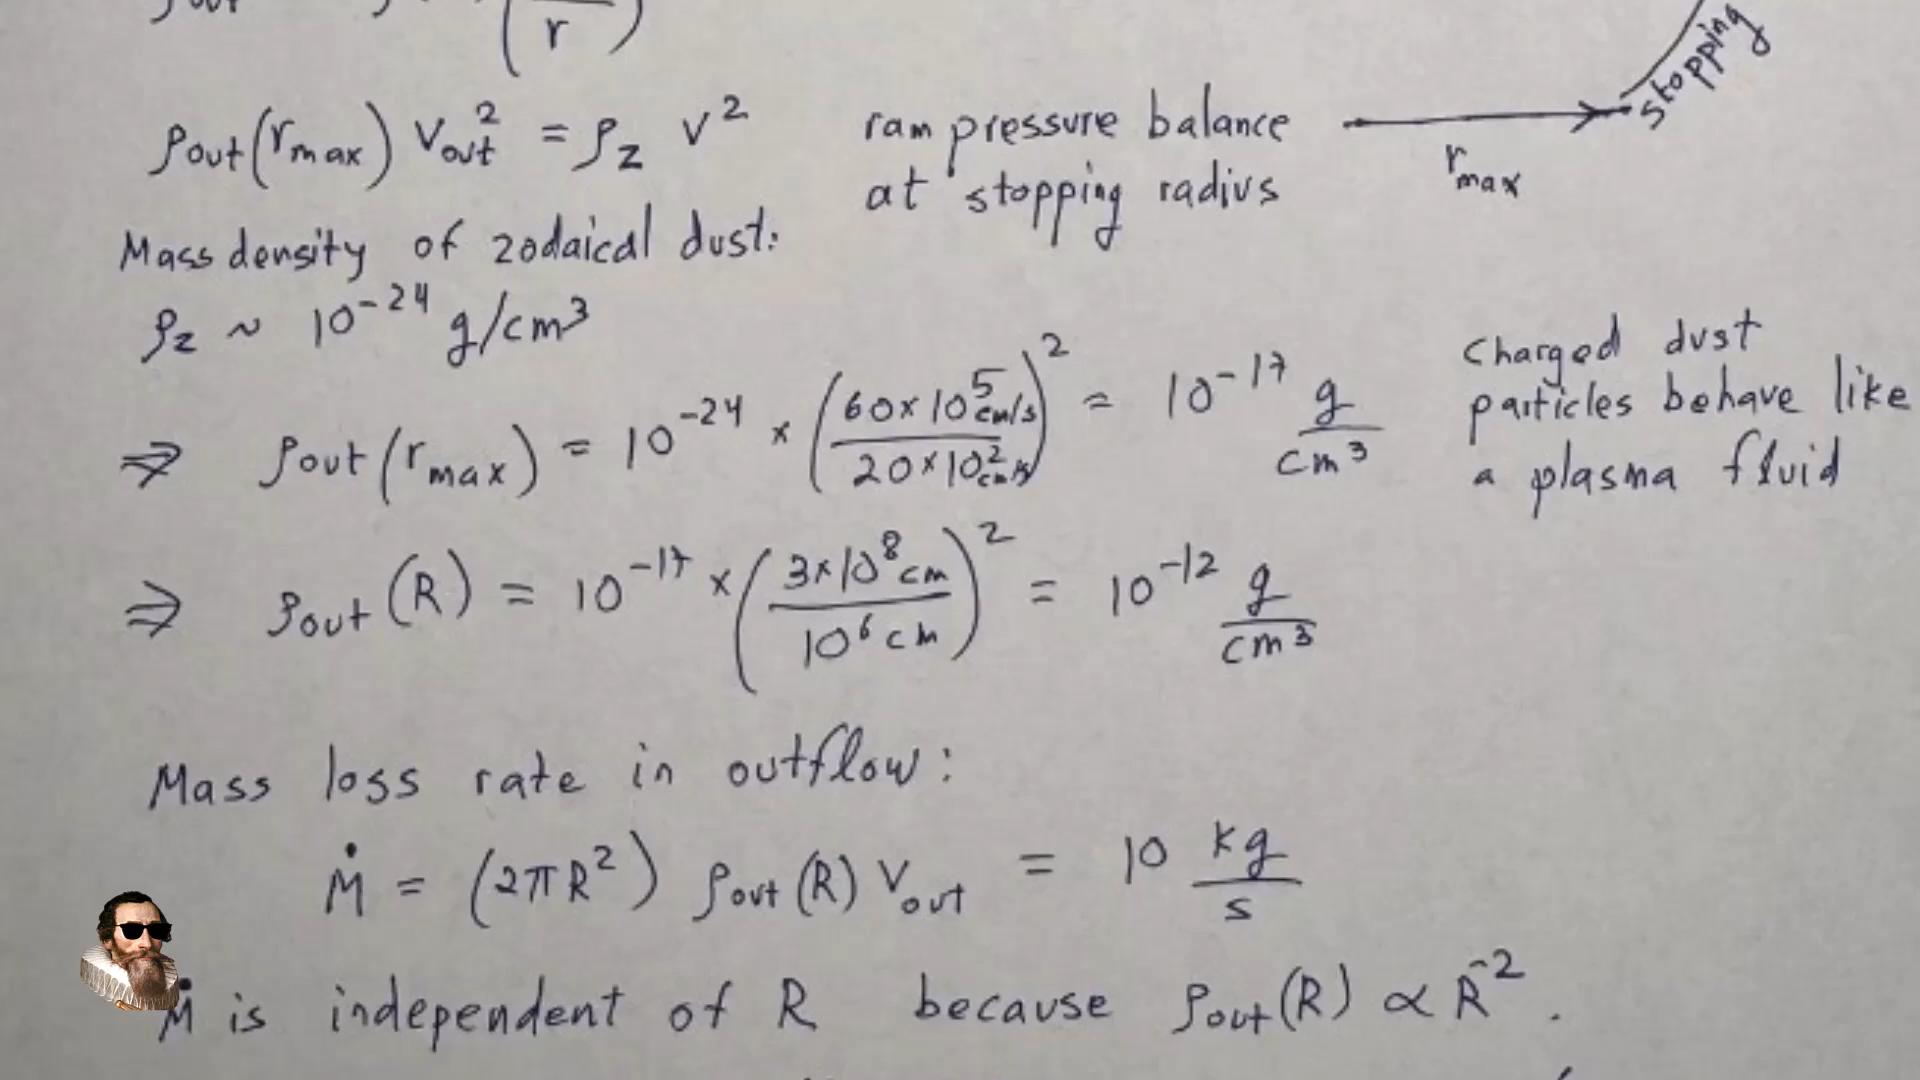 r
ρout(rmax) Vout² = ρz v²
ram pressure balance
at stopping radius
rmax
stopping
Mass density of zodaical dust:
ρz ~ 10⁻²⁴ g/cm³
⇒ ρout(rmax) = 10⁻²⁴ × (60×10⁵ cm/s / 20×10² cm/s)² = 10⁻¹⁷ g/cm³
Charged dust
particles behave like
a plasma fluid
⇒ ρout(R) = 10⁻¹⁷ × (3×10⁸ cm / 10⁶ cm)² = 10⁻¹² g/cm³
Mass loss rate in outflow:
Ṁ = (2πR²) ρout(R) Vout = 10 kg/s
Ṁ is independent of R because ρout(R) ∝ R⁻².